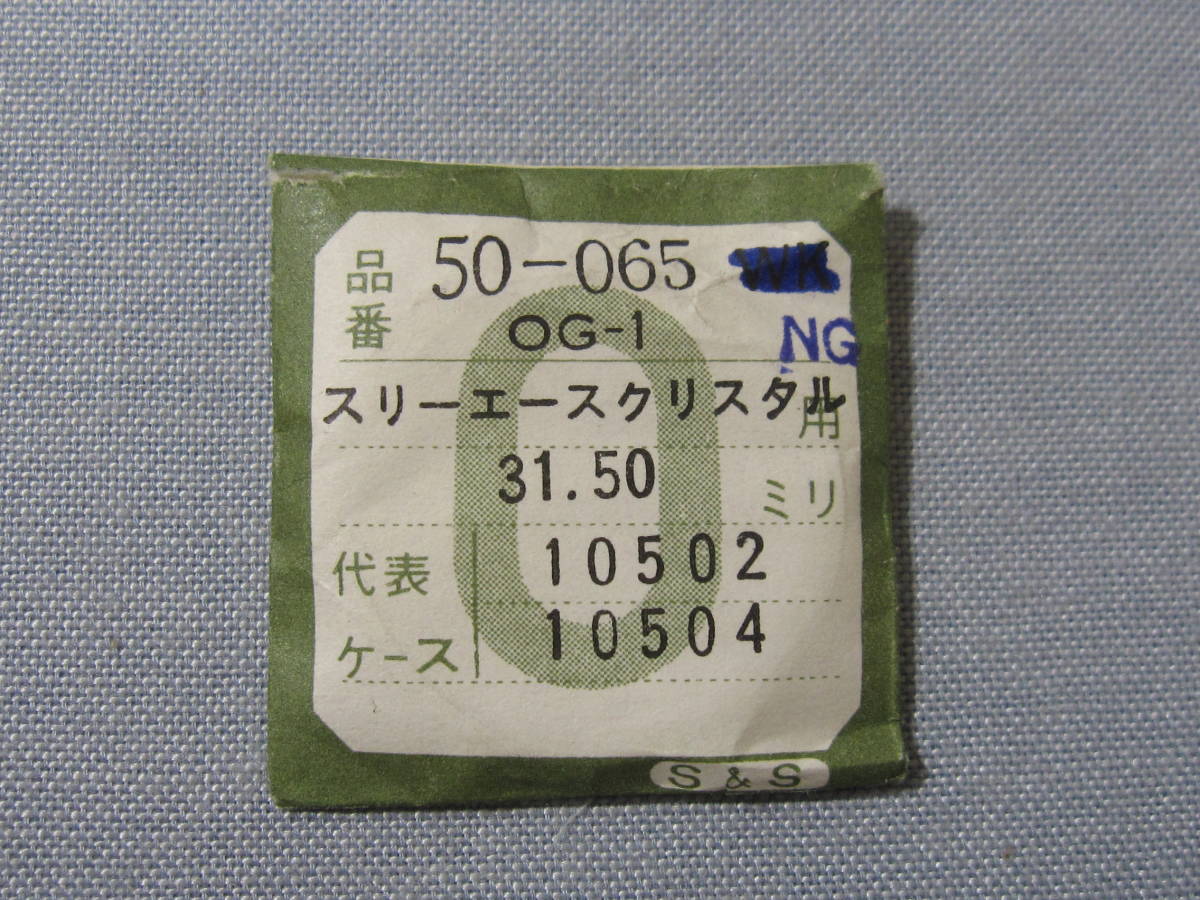 品番 50-065 WK
OG-1 NG
スリーエースクリスタル用
31.50 ミリ
代表 10502
ケース 10504
S & S